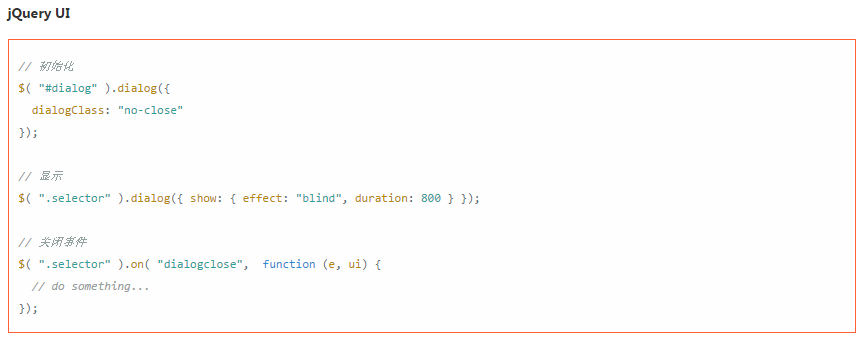 jQuery UI
// 初始化
$( "#dialog" ).dialog({
  dialogClass: "no-close"
});
// 显示
$( ".selector" ).dialog({ show: { effect: "blind", duration: 800 } });
// 关闭事件
$( ".selector" ).on( "dialogclose",  function (e, ui) {
  // do something...
});